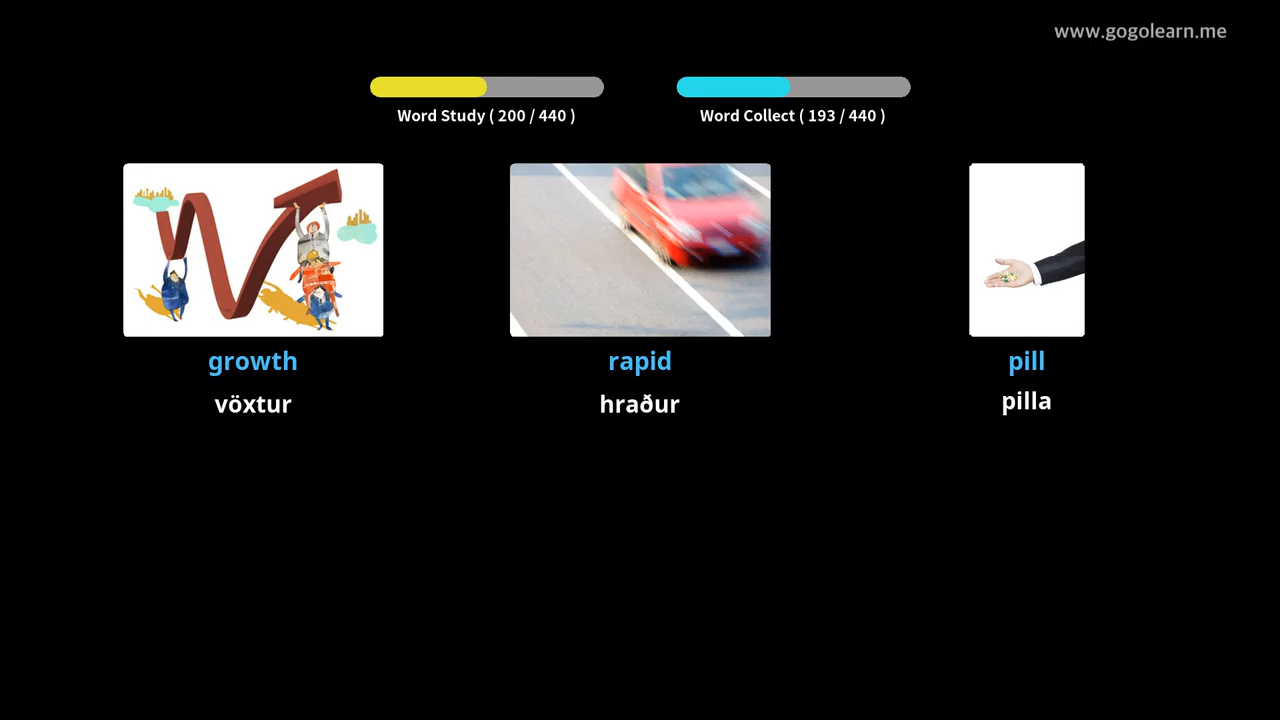 www.gogolearn.me
Word Study ( 200 / 440 )
Word Collect ( 193 / 440 )
growth
rapid
pill
vöxtur
hraður
pilla